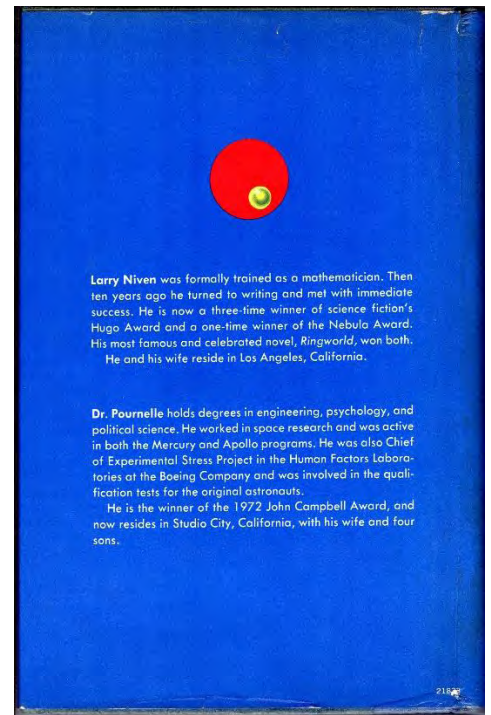 Larry Niven was formally trained as a mathematician. Then
ten years ago he turned to writing and met with immediate
success. He is now a three-time winner of science fiction's
Hugo Award and a one-time winner of the Nebula Award.
His most famous and celebrated novel, Ringworld, won both.
He and his wife reside in Los Angeles, California.
Dr. Pournelle holds degrees in engineering, psychology, and
political science. He worked in space research and was active
in both the Mercury and Apollo programs. He was also Chief
of Experimental Stress Project in the Human Factors Labora-
tories at the Boeing Company and was involved in the quali-
fication tests for the original astronauts.
He is the winner of the 1972 John Campbell Award, and
now resides in Studio City, California, with his wife and four
sons.